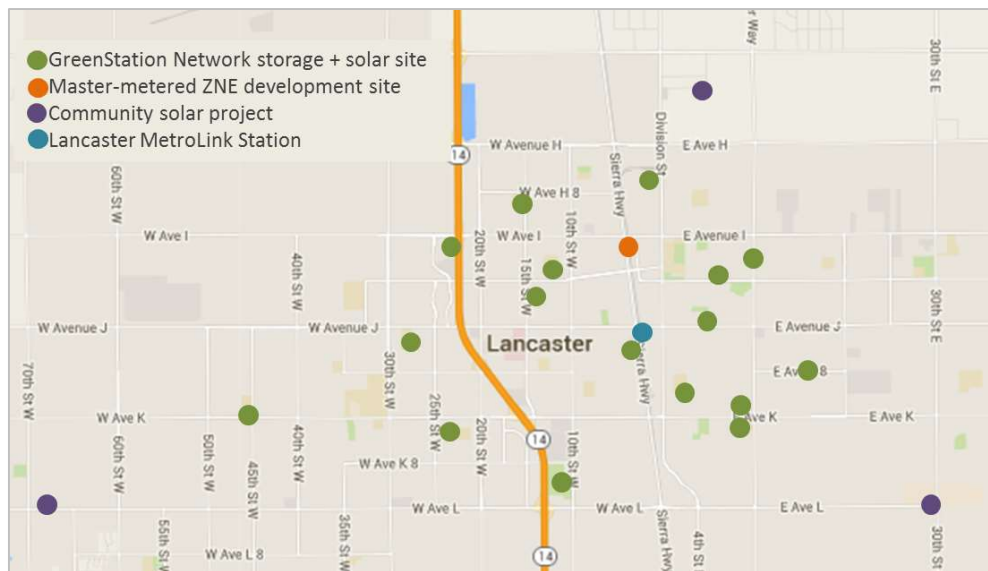 GreenStation Network storage + solar site
Master-metered ZNE development site
Community solar project
Lancaster MetroLink Station
30th St E
14
W Avenue H
E Ave H
Sierra Hwy
Division St
60th St W
W Ave H 8
10th St W
20th St W
W Ave I
W Ave I
E Avenue I
40th St W
15th St W
30th St E
W Avenue J
W Avenue J
E Avenue J
Lancaster
Sierra Hwy
70th St W
30th St W
25th St W
W Ave K
E Ave K
E Ave K
60th St W
50th St W
45th St W
40th St W
20th St W
14
10th St W
W Ave K 8
W Ave L
W Ave L
E Ave L
55th St W
35th St W
Sierra Hwy
W Ave L 8
14